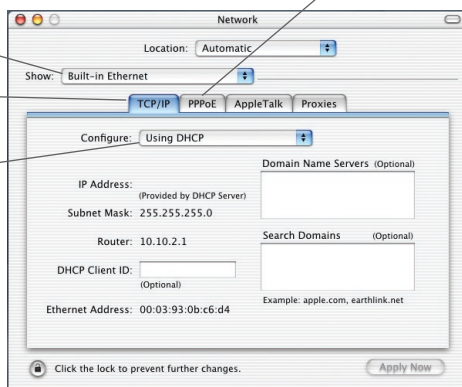 Network
Location: Automatic
Show: Built-in Ethernet
TCP/IP PPPoE AppleTalk Proxies
Configure: Using DHCP
Domain Name Servers (Optional)
IP Address:
(Provided by DHCP Server)
Subnet Mask: 255.255.255.0
Router: 10.10.2.1
Search Domains (Optional)
DHCP Client ID:
(Optional)
Example: apple.com, earthlink.net
Ethernet Address: 00:03:93:0b:c6:d4
Click the lock to prevent further changes.
Apply Now